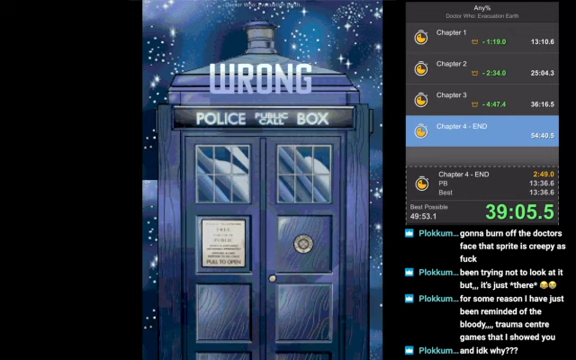 Doctor Who: Evacuation Earth
WRONG
POLICE PUBLIC CALL BOX
PULL TO OPEN
Any%
Doctor Who: Evacuation Earth
Chapter 1
- 1:19.0 13:10.6
Chapter 2
- 2:34.0 25:04.3
Chapter 3
- 4:47.4 36:16.5
Chapter 4 - END
54:40.5
Chapter 4 - END 2:49.0
PB 13:36.6
Best 13:36.6
Best Possible
49:53.1
39:05.5
Plokkum... gonna burn off the doctors
face that sprite is creepy as
fuck
Plokkum... been trying not to look at it
but,,, it's just *there* 😂😭
Plokkum... for some reason I have just
been reminded of the
bloody,,,, trauma centre
games that I showed you
Plokkum... and idk why???